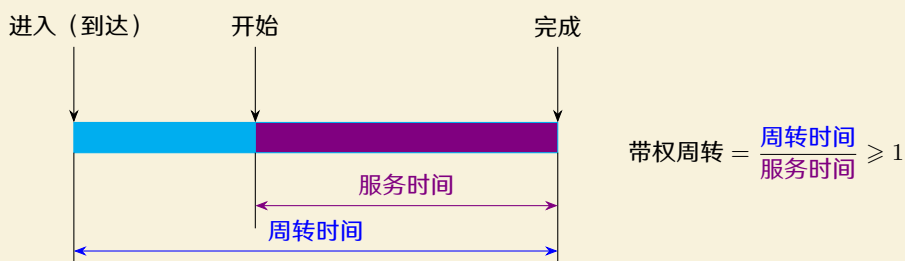 进入（到达） 开始 完成
服务时间
周转时间
带权周转 = 周转时间 / 服务时间 ⩾ 1